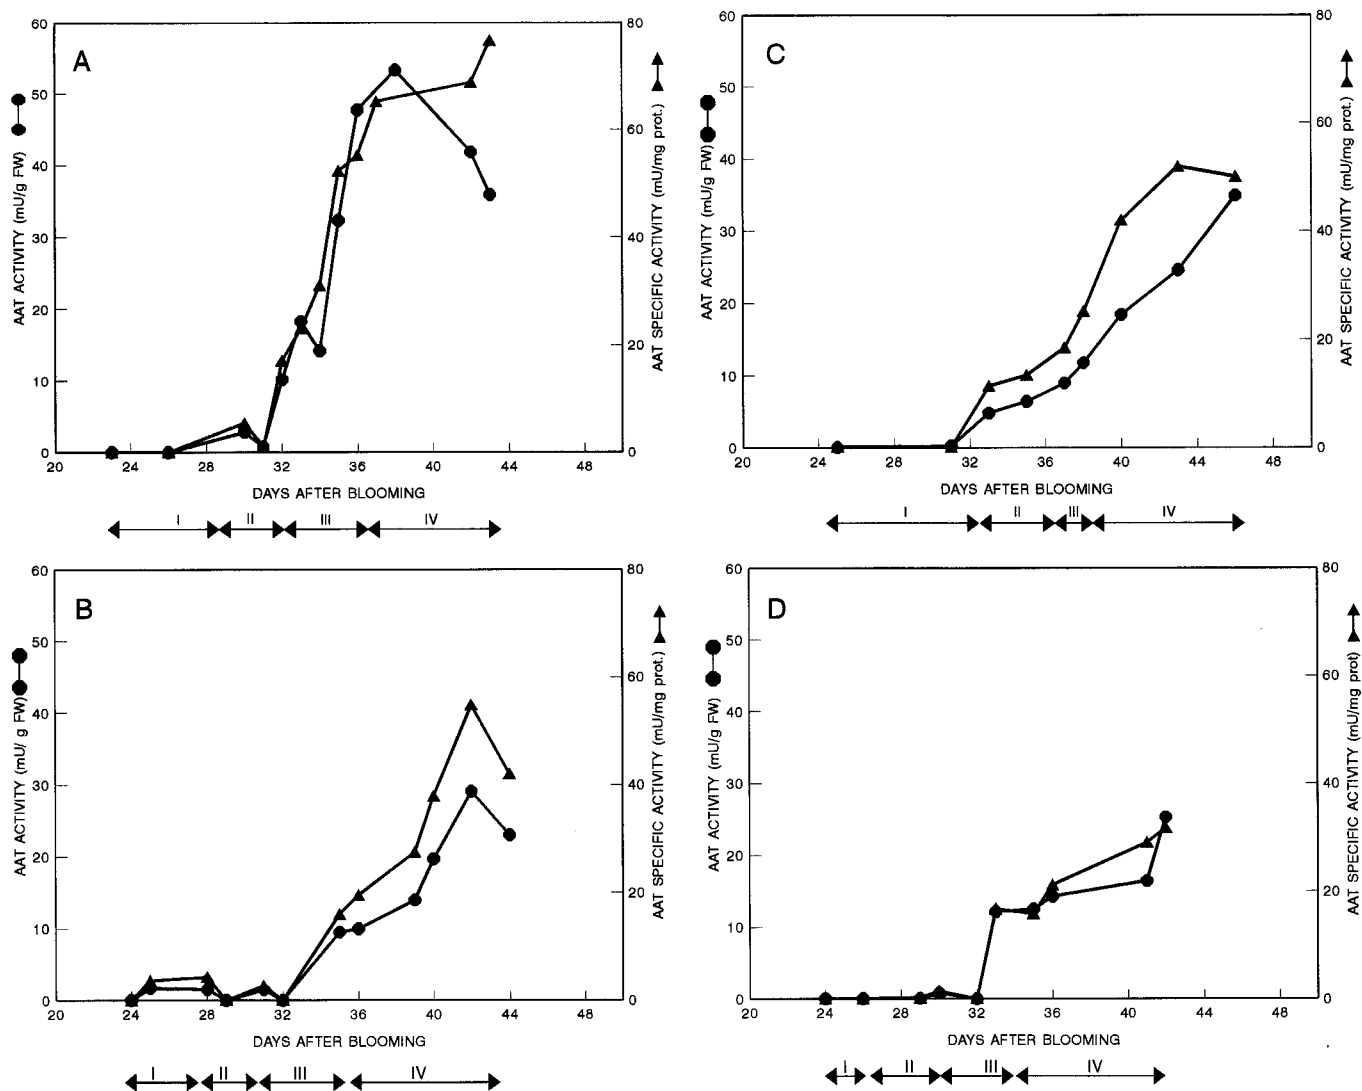 A
60
50
40
30
20
10
0
AAT ACTIVITY (mU/g FW)
80
60
40
20
0
AAT SPECIFIC ACTIVITY (mU/mg prot.)
20 24 28 32 36 40 44 48
DAYS AFTER BLOOMING
I II III IV
C
60
50
40
30
20
10
0
AAT ACTIVITY (mU/g FW)
80
60
40
20
0
AAT SPECIFIC ACTIVITY (mU/mg prot.)
20 24 28 32 36 40 44 48
DAYS AFTER BLOOMING
I II III IV
B
60
50
40
30
20
10
0
AAT ACTIVITY (mU/ g FW)
80
60
40
20
0
AAT SPECIFIC ACTIVITY (mU/mg prot.)
20 24 28 32 36 40 44 48
DAYS AFTER BLOOMING
I II III IV
D
60
50
40
30
20
10
0
AAT ACTIVITY (mU/g FW)
80
60
40
20
0
AAT SPECIFIC ACTIVITY (mU/mg prot)
20 24 28 32 36 40 44 48
DAYS AFTER BLOOMING
I II III IV